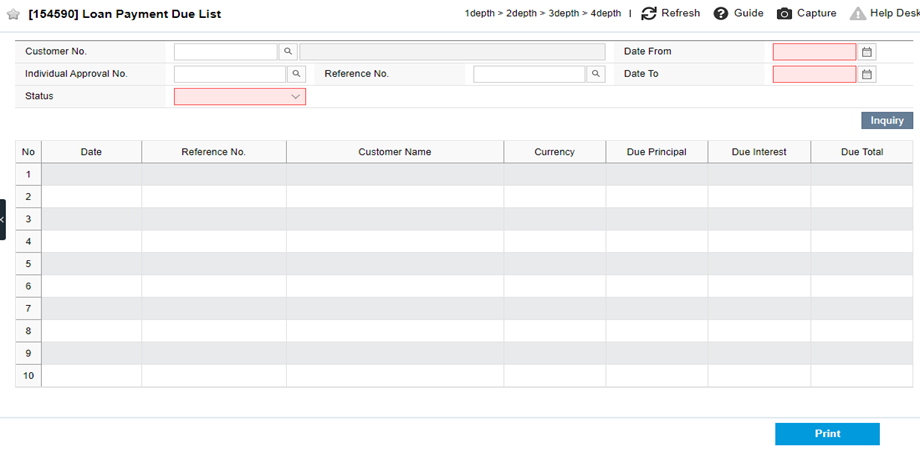 [154590] Loan Payment Due List 1depth > 2depth > 3depth > 4depth | Refresh Guide Capture Help Desk
Customer No. Date From
Individual Approval No. Reference No. Date To
Status
Inquiry
No Date Reference No. Customer Name Currency Due Principal Due Interest Due Total
1
2
3
4
5
6
7
8
9
10
Print